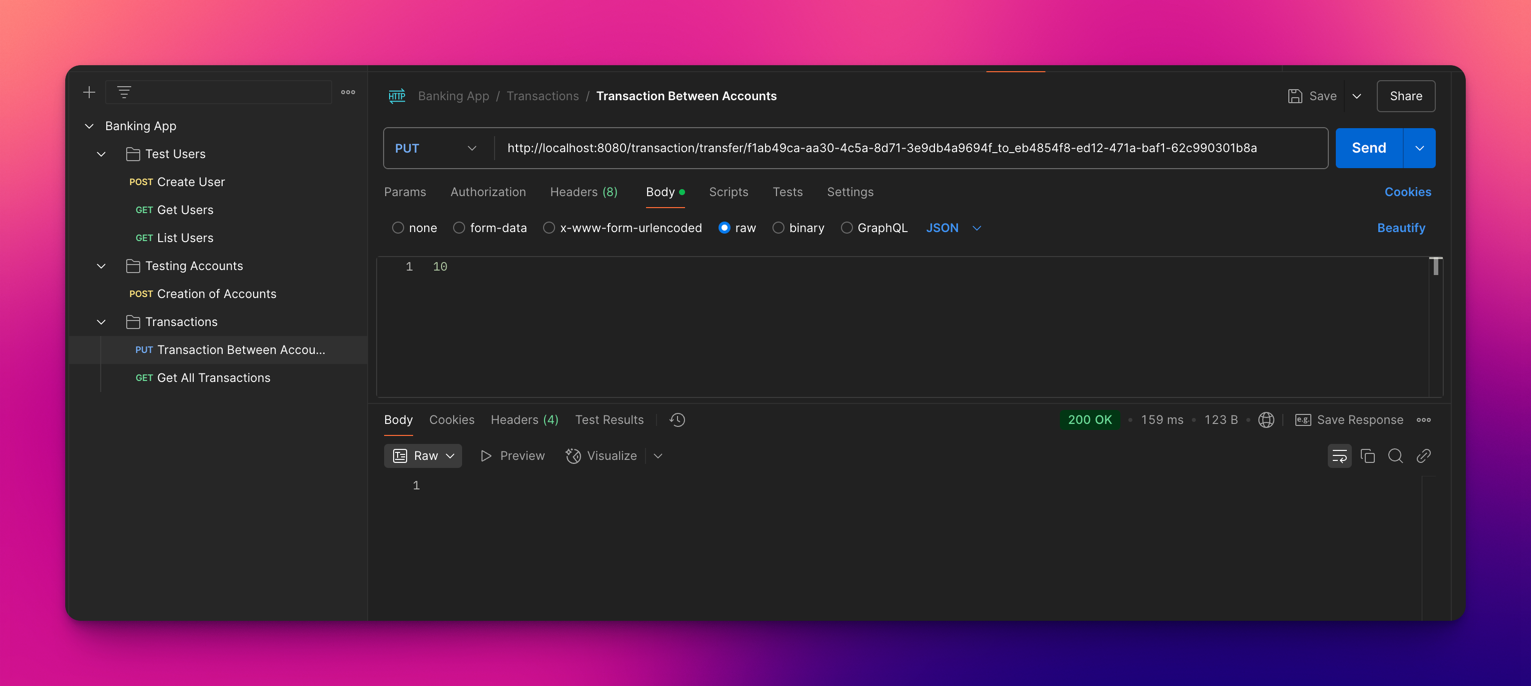 Banking App
Test Users
POST Create User
GET Get Users
GET List Users
Testing Accounts
POST Creation of Accounts
Transactions
PUT Transaction Between Accou...
GET Get All Transactions
HTTP Banking App / Transactions / Transaction Between Accounts
Save
Share
PUT http://localhost:8080/transaction/transfer/f1ab49ca-aa30-4c5a-8d71-3e9db4a9694f_to_eb4854f8-ed12-471a-baf1-62c990301b8a
Send
Params Authorization Headers (8) Body Scripts Tests Settings Cookies
none form-data x-www-form-urlencoded raw binary GraphQL JSON Beautify
1 10
Body Cookies Headers (4) Test Results 200 OK • 159 ms • 123 B • e.g. Save Response
Raw Preview Visualize
1